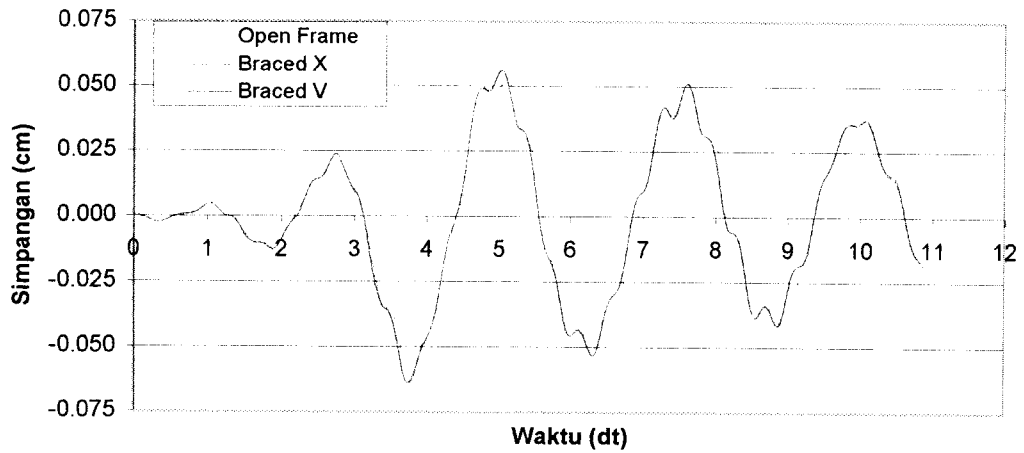 0.075
0.050
0.025
0.000
-0.025
-0.050
-0.075
Simpangan (cm)
Open Frame
Braced X
Braced V
0 1 2 3 4 5 6 7 8 9 10 11 12
Waktu (dt)